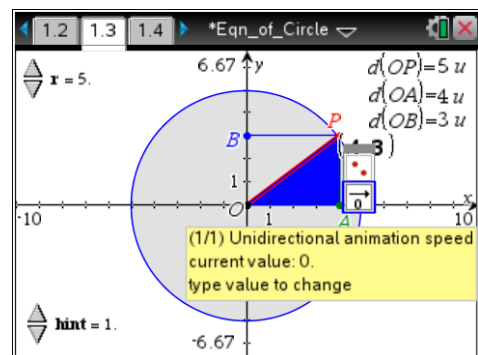 1.2 1.3 1.4 *Eqn_of_Circle
r = 5.
6.67 y
d(OP)=5 u
d(OA)=4 u
d(OB)=3 u
P
B
3 )
1
O
x
-10
1
A
10
0
(1/1) Unidirectional animation speed
current value: 0.
type value to change
hint = 1.
-6.67